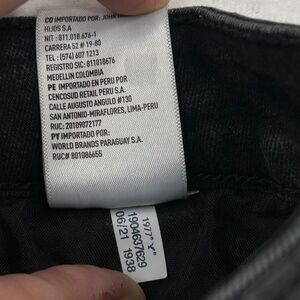 CO IMPORTADO POR: JOHN
HIJOS S.A
NIT : 811.018.676-1
CARRERA 52 # 19-80
TEL: (574) 607 1213
REGISTRO SIC: 811018676
MEDELLIN COLOMBIA
PE IMPORTADO EN PERU POR
CENCOSUD RETAIL PERU S.A.
CALLE AUGUSTO ANGULO #130
SAN ANTONIO-MIRAFLORES, LIMA-PERU
RUC: 20109072177
PY IMPORTADO POR:
WORLD BRANDS PARAGUAY S.A.
RUC# 801086655
1977* "Y"
1904637629
06/21 1938